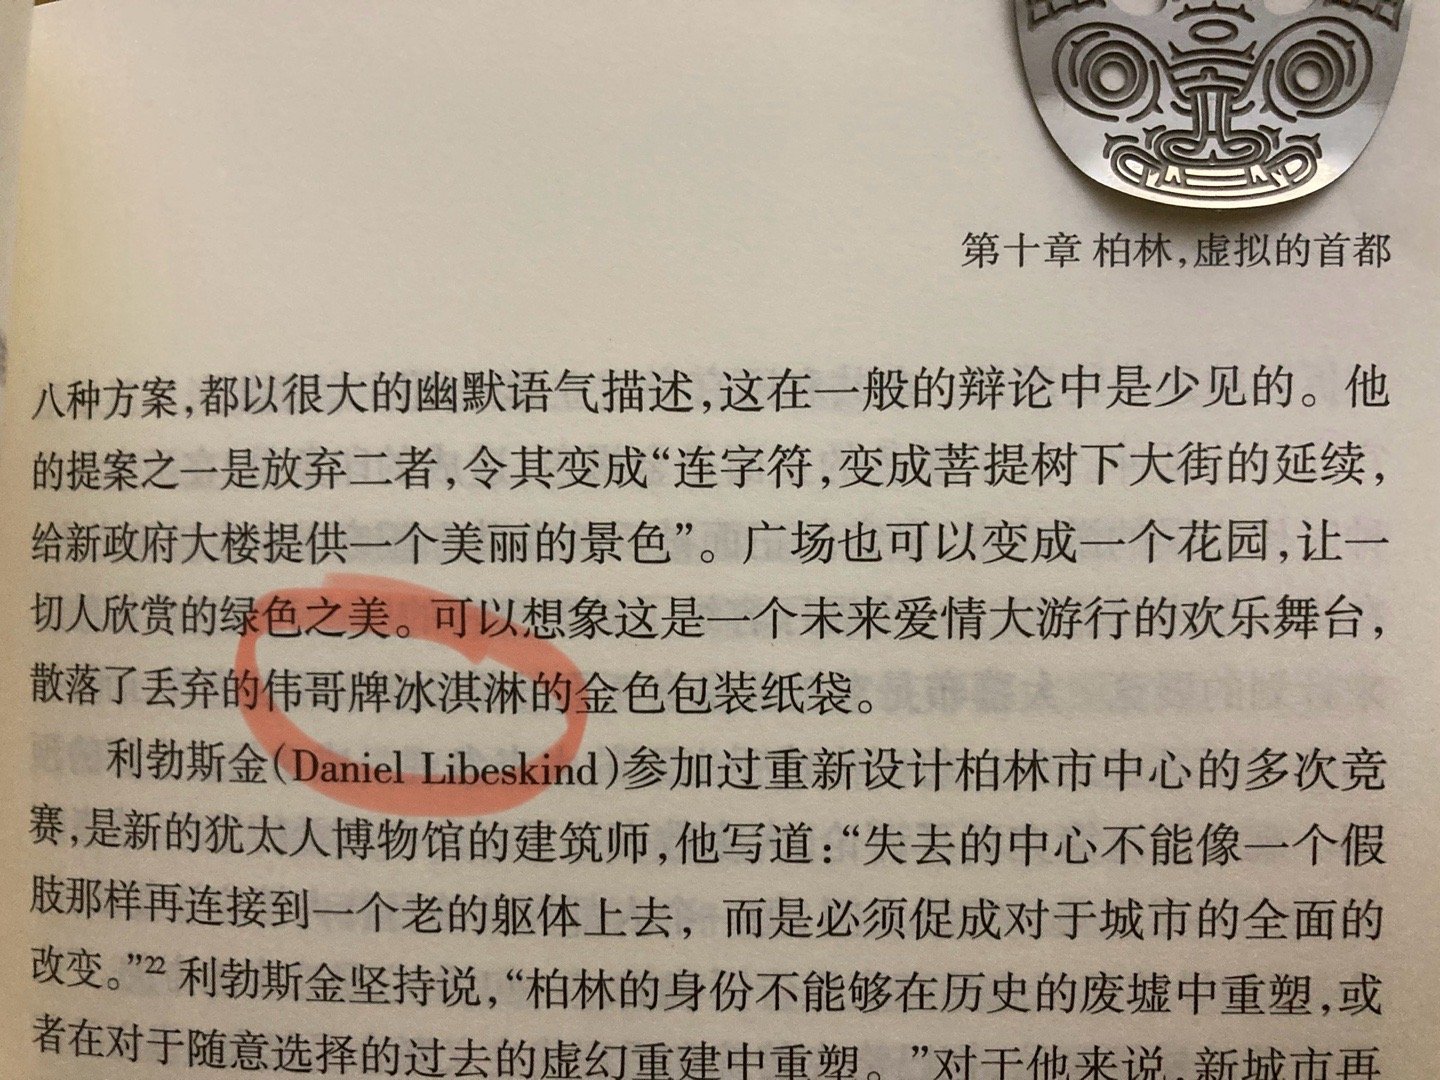 第十章 柏林,虚拟的首都
八种方案,都以很大的幽默语气描述,这在一般的辩论中是少见的。他
的提案之一是放弃二者,令其变成“连字符,变成菩提树下大街的延续,
给新政府大楼提供一个美丽的景色”。广场也可以变成一个花园,让一
切人欣赏的绿色之美。可以想象这是一个未来爱情大游行的欢乐舞台,
散落了丢弃的伟哥牌冰淇淋的金色包装纸袋。
利勃斯金(Daniel Libeskind)参加过重新设计柏林市中心的多次竞
赛,是新的犹太人博物馆的建筑师,他写道:“失去的中心不能像一个假
肢那样再连接到一个老的躯体上去,而是必须促成对于城市的全面的
改变。”22 利勃斯金坚持说,“柏林的身份不能够在历史的废墟中重塑,或
者在对于随意选择的过去的虚幻重建中重塑。”对于他来说,新城市再